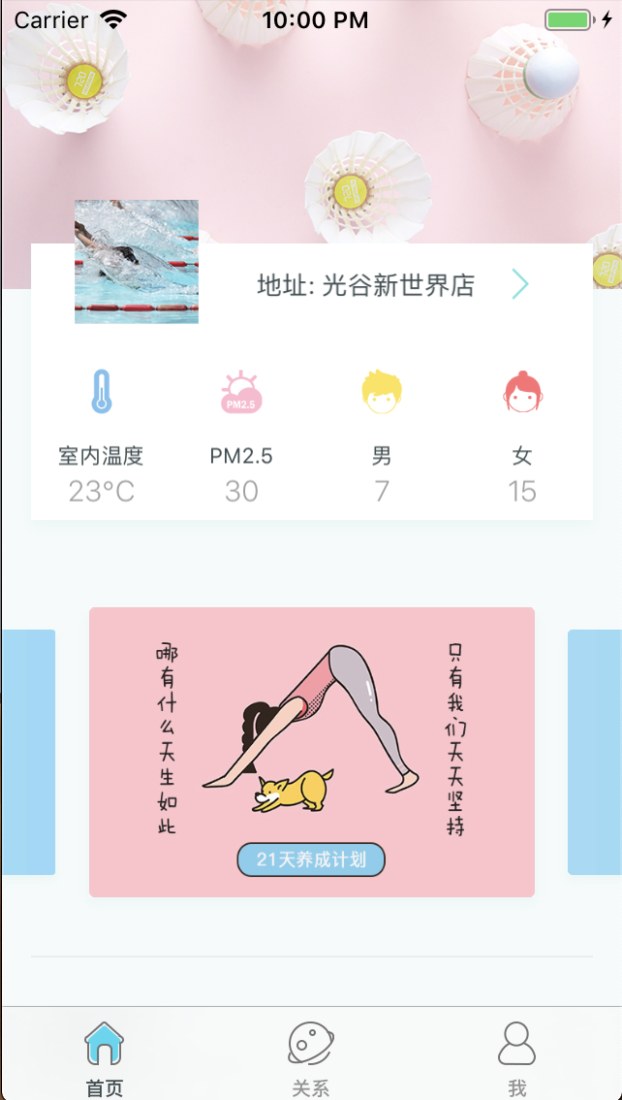 Carrier
10:00 PM
地址: 光谷新世界店
PM2.5
室内温度
PM2.5
男
女
23°C
30
7
15
哪有什么天生如此
只有我们天天坚持
21天养成计划
首页
关系
我